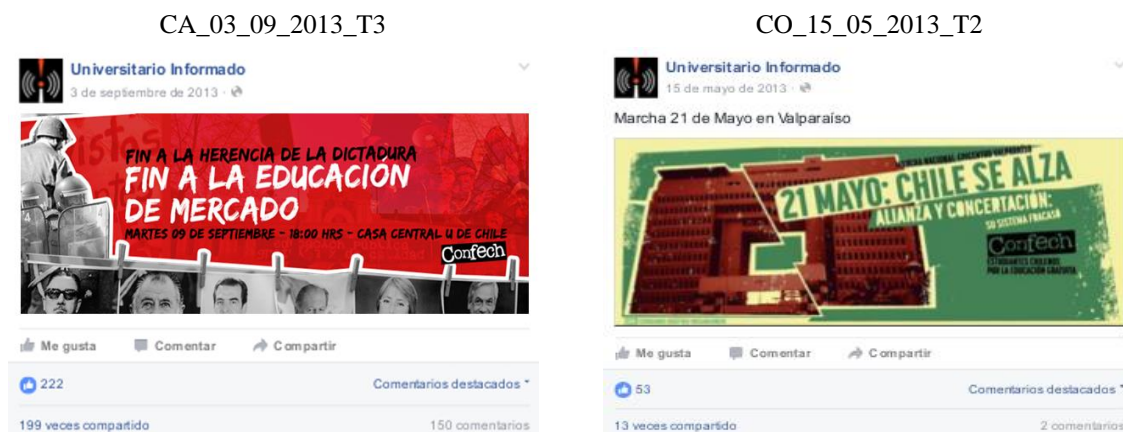 CA_03_09_2013_T3
Universitario Informado
3 de septiembre de 2013
FIN A LA HERENCIA DE LA DICTADURA
FIN A LA EDUCACIÓN
DE MERCADO
MARTES 09 DE SEPTIEMBRE - 18:00 HRS - CASA CENTRAL U DE CHILE
Confech
Me gusta Comentar Compartir
222 Comentarios destacados
199 veces compartido 150 comentarios
CO_15_05_2013_T2
Universitario Informado
15 de mayo de 2013
Marcha 21 de Mayo en Valparaíso
21 MAYO: CHILE SE ALZA
ALIANZA Y CONCERTACIÓN:
SU SISTEMA FRACASÓ
Confech
ESTUDIANTES CHILENOS
POR LA EDUCACIÓN GRATUITA
Me gusta Comentar Compartir
53 Comentarios destacados
13 veces compartido 2 comentarios